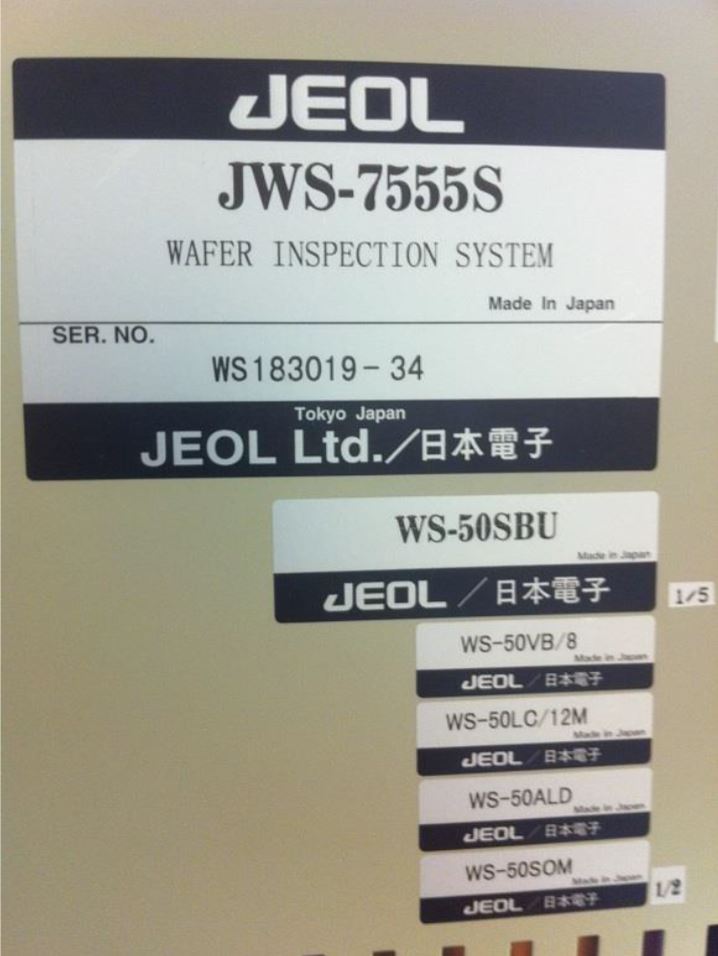 JEOL
JWS-7555S
WAFER INSPECTION SYSTEM
Made In Japan
SER. NO.
WS183019-34
Tokyo Japan
JEOL Ltd./日本電子
WS-50SBU
Made in Japan
JEOL / 日本電子
1/5
WS-50VB/8
Made in Japan
JEOL / 日本電子
WS-50LC/12M
Made in Japan
JEOL / 日本電子
WS-50ALD
Made in Japan
JEOL / 日本電子
WS-50SOM
Made in Japan
JEOL / 日本電子
1/2